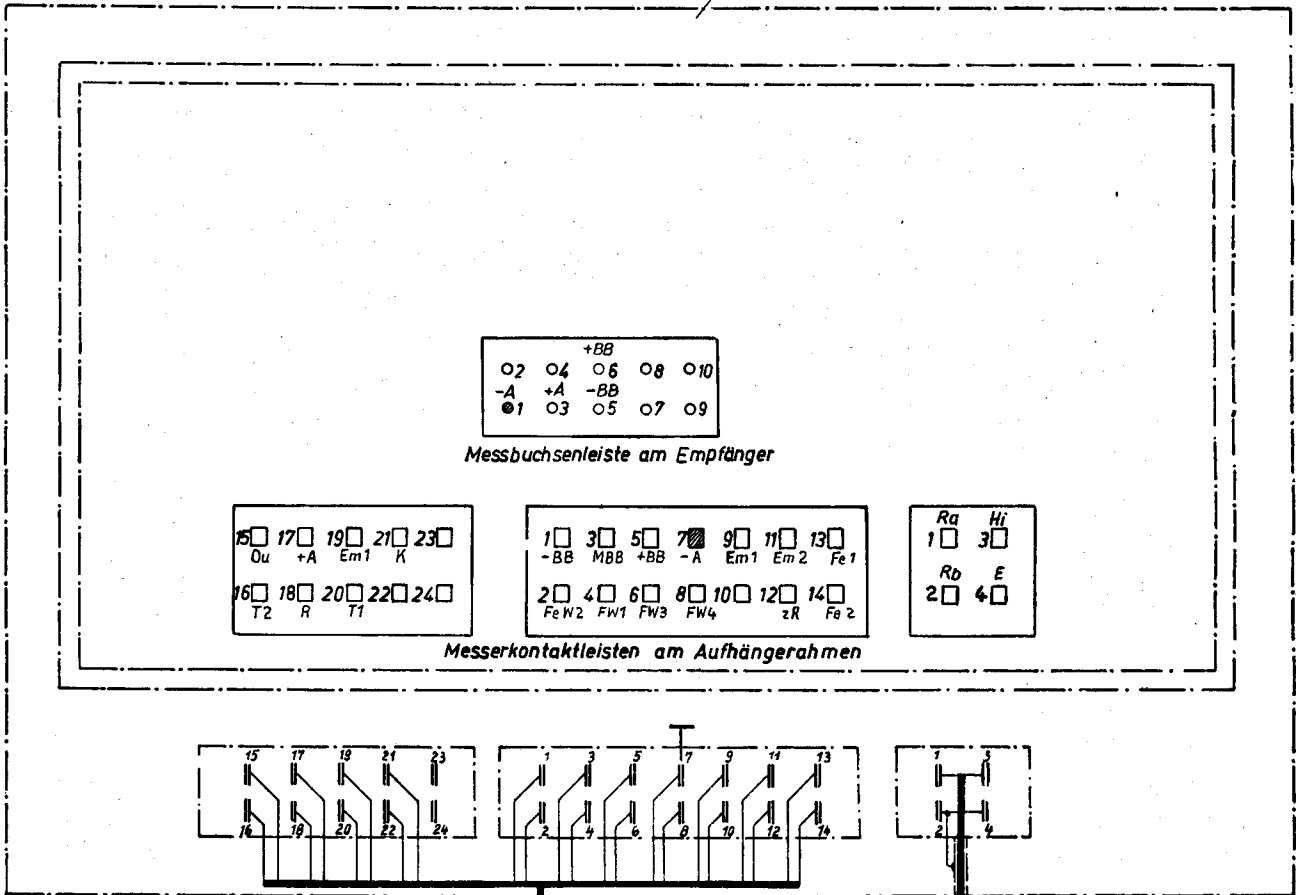 +BB
2 4 6 8 10
-A +A -BB
1 3 5 7 9
Messbuchsenleiste am Empfänger
15 17 19 21 23
Ou +A Em1 K
16 18 20 22 24
T2 R T1
1 3 5 7 9 11 13
-BB MBB +BB -A Em1 Em2 Fe1
2 4 6 8 10 12 14
FeW2 FW1 FW3 FW4 zR Fe2
Ra Hi
1 3
Rb E
2 4
Messerkontaktleisten am Aufhängerahmen
15 17 19 21 23
16 18 20 22 24
1 3 5 7 9 11 13
2 4 6 8 10 12 14
1 3
2 4